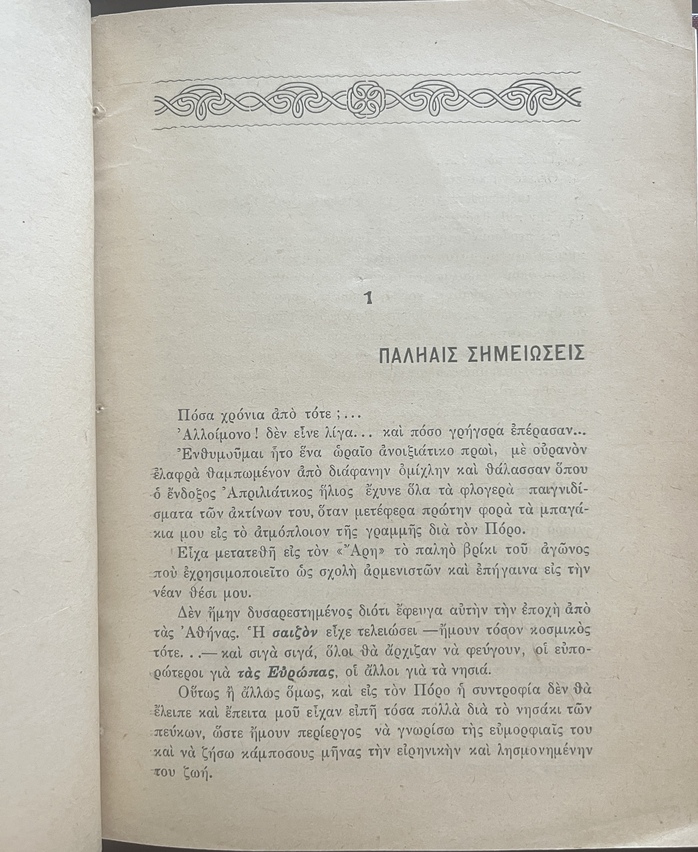 1
ΠΑΛΗΑΙΣ ΣΗΜΕΙΩΣΕΙΣ
Πόσα χρόνια ἀπὸ τότε ;...
Ἀλλοίμονο! δὲν εἶνε λίγα... καὶ πόσο γρήγορα ἐπέρασαν...
Ἐνθυμοῦμαι ἦτο ἕνα ὡραῖο ἀνοιξιάτικο πρωΐ, μὲ οὐρανὸν
ἐλαφρὰ θαμπωμένον ἀπὸ διάφανην ὁμίχλην καὶ θάλασσαν ὅπου
ὁ ἔνδοξος Ἀπριλιάτικος ἥλιος ἔχυνε ὅλα τὰ φλογερὰ παιγνιδί-
σματα τῶν ἀκτίνων του, ὅταν μετέφερα πρώτην φορὰ τὰ μπαγά-
κια μου εἰς τὸ ἀτμόπλοιον τῆς γραμμῆς διὰ τὸν Πόρο.
Εἶχα μετατεθῆ εἰς τὸν «Ἄρη» τὸ παληὸ βρίκι τοῦ ἀγῶνος
ποὺ ἐχρησιμοποιεῖτο ὡς σχολὴ ἀρμενιστῶν καὶ ἐπήγαινα εἰς τὴν
νέαν θέσι μου.
Δὲν ἤμην δυσαρεστημένος διότι ἔφευγα αὐτὴν τὴν ἐποχὴ ἀπὸ
τὰς Ἀθήνας. Ἡ σαιζὸν εἶχε τελειώσει —ἤμουν τόσον κοσμικὸς
τότε...— καὶ σιγὰ σιγά, ὅλοι θὰ ἄρχιζαν νὰ φεύγουν, οἱ εὐπο-
ρώτεροι γιὰ τὰς Εὐρώπας, οἱ ἄλλοι γιὰ τὰ νησιά.
Οὕτως ἢ ἄλλως ὅμως, καὶ εἰς τὸν Πόρο ἡ συντροφία δὲν θὰ
ἔλειπε καὶ ἔπειτα μοῦ εἶχαν εἰπῆ τόσα πολλὰ διὰ τὸ νησάκι τῶν
πεύκων, ὥστε ἤμουν περίεργος νὰ γνωρίσω τῆς εὐμορφιαῖς του
καὶ νὰ ζήσω κάμποσους μῆνας τὴν εἰρηνικὴν καὶ λησμονημένην
του ζωή.